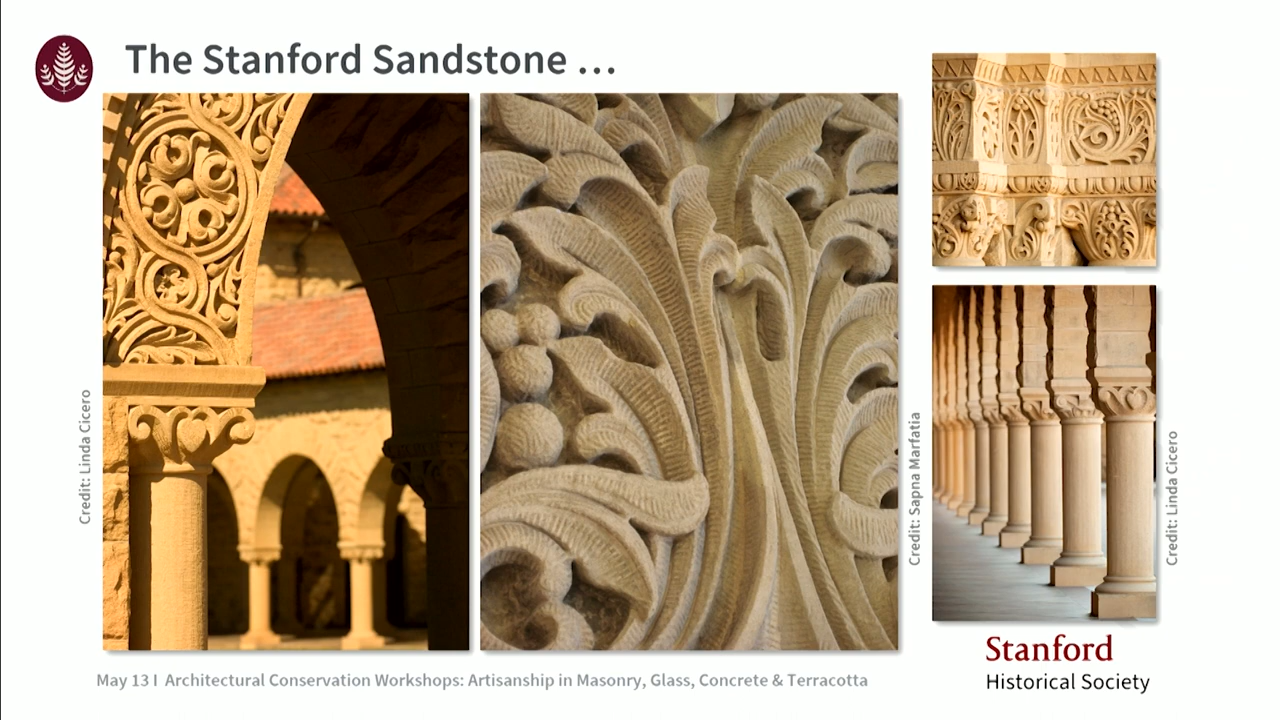 The Stanford Sandstone …
Credit: Linda Cicero
Credit: Sapna Marfatia
Credit: Linda Cicero
Stanford
Historical Society
May 13 I Architectural Conservation Workshops: Artisanship in Masonry, Glass, Concrete & Terracotta